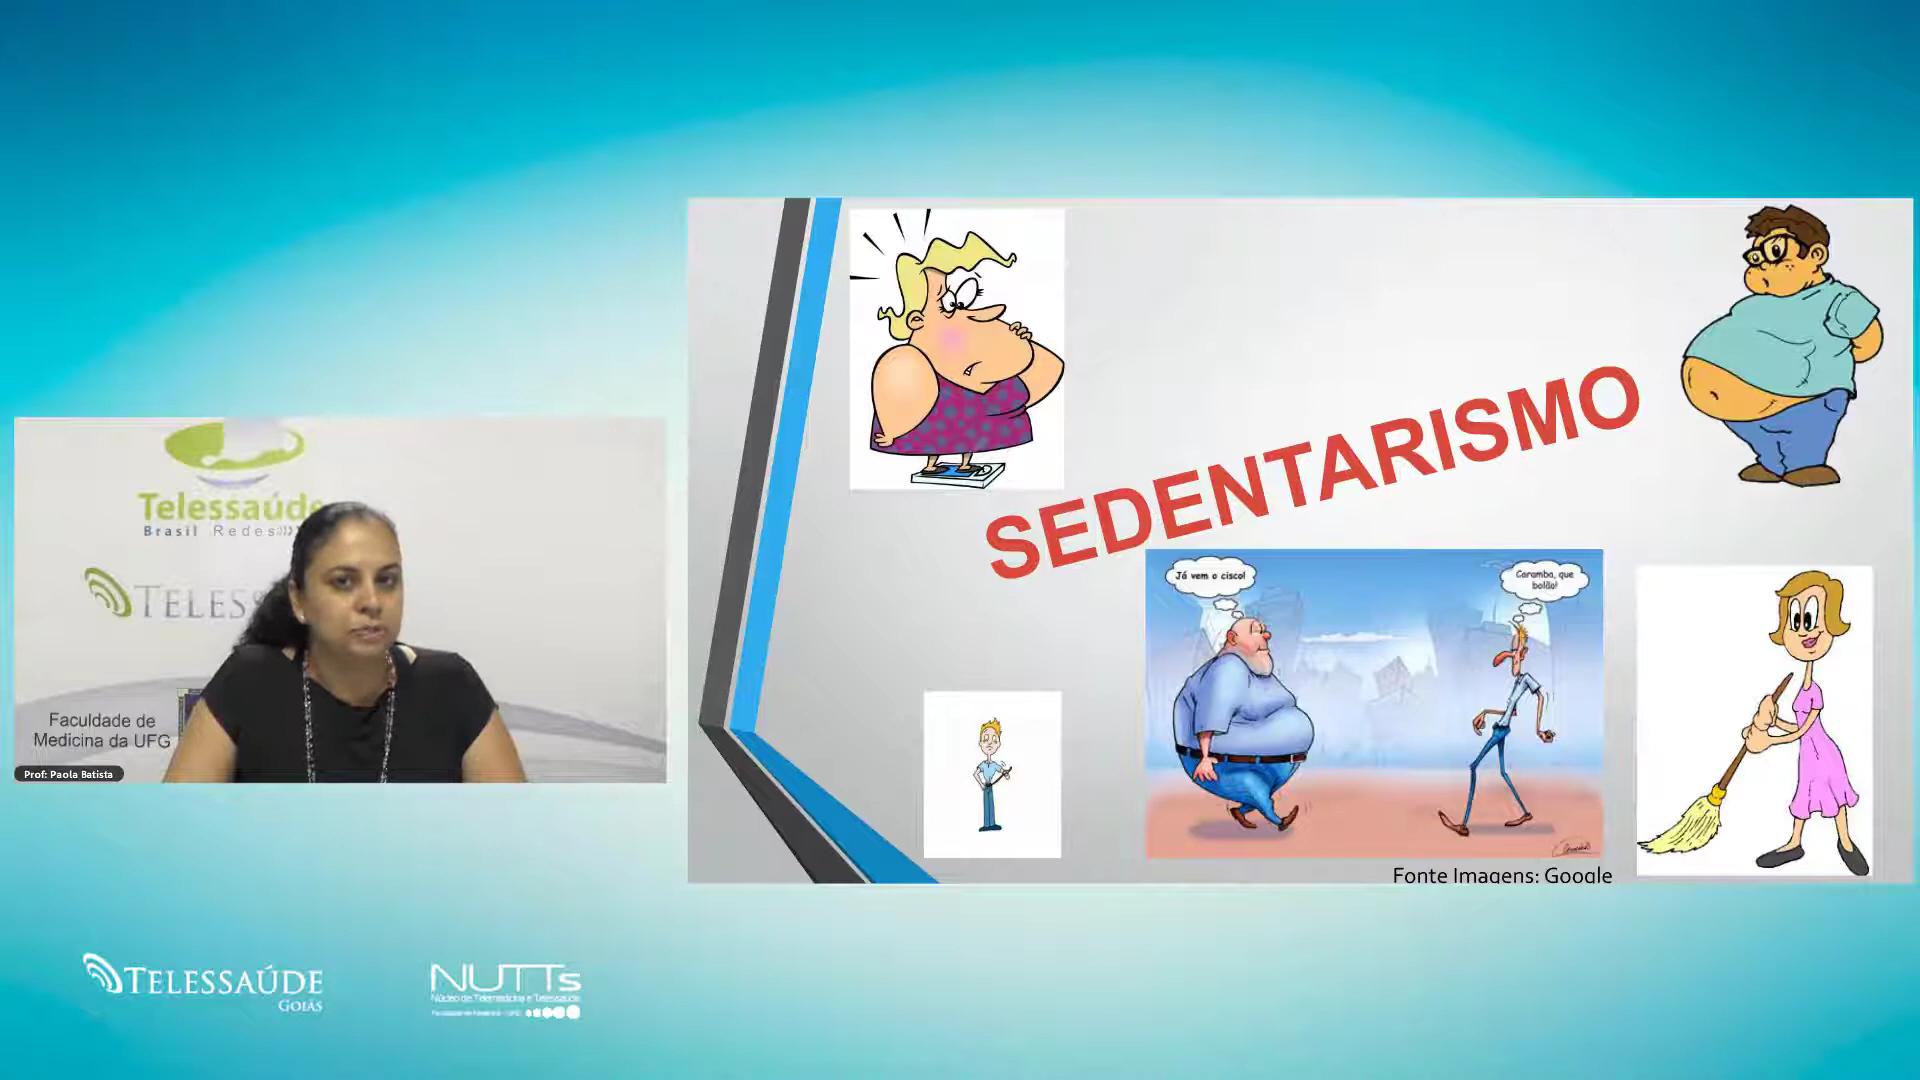 Telessaúde
Brasil Redes
TELESS
Faculdade de
Medicina da UFG
Prof: Paola Batista
SEDENTARISMO
Já vem o cisco!
Caramba, que
bolão!
Fonte Imagens: Google
TELESSAÚDE
GOIÁS
NUTTs
Núcleo de Telemedicina e Telessaúde